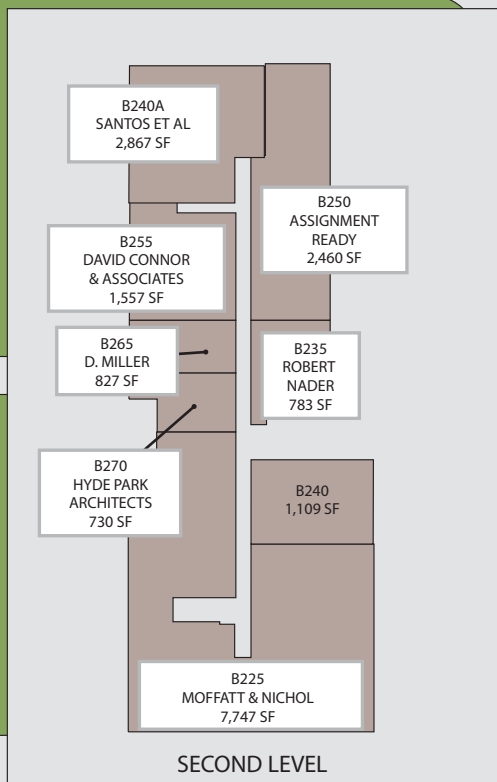 B240A
SANTOS ET AL
2,867 SF
B250
ASSIGNMENT
READY
2,460 SF
B255
DAVID CONNOR
& ASSOCIATES
1,557 SF
B265
D. MILLER
827 SF
B235
ROBERT
NADER
783 SF
B270
HYDE PARK
ARCHITECTS
730 SF
B240
1,109 SF
B225
MOFFATT & NICHOL
7,747 SF
SECOND LEVEL